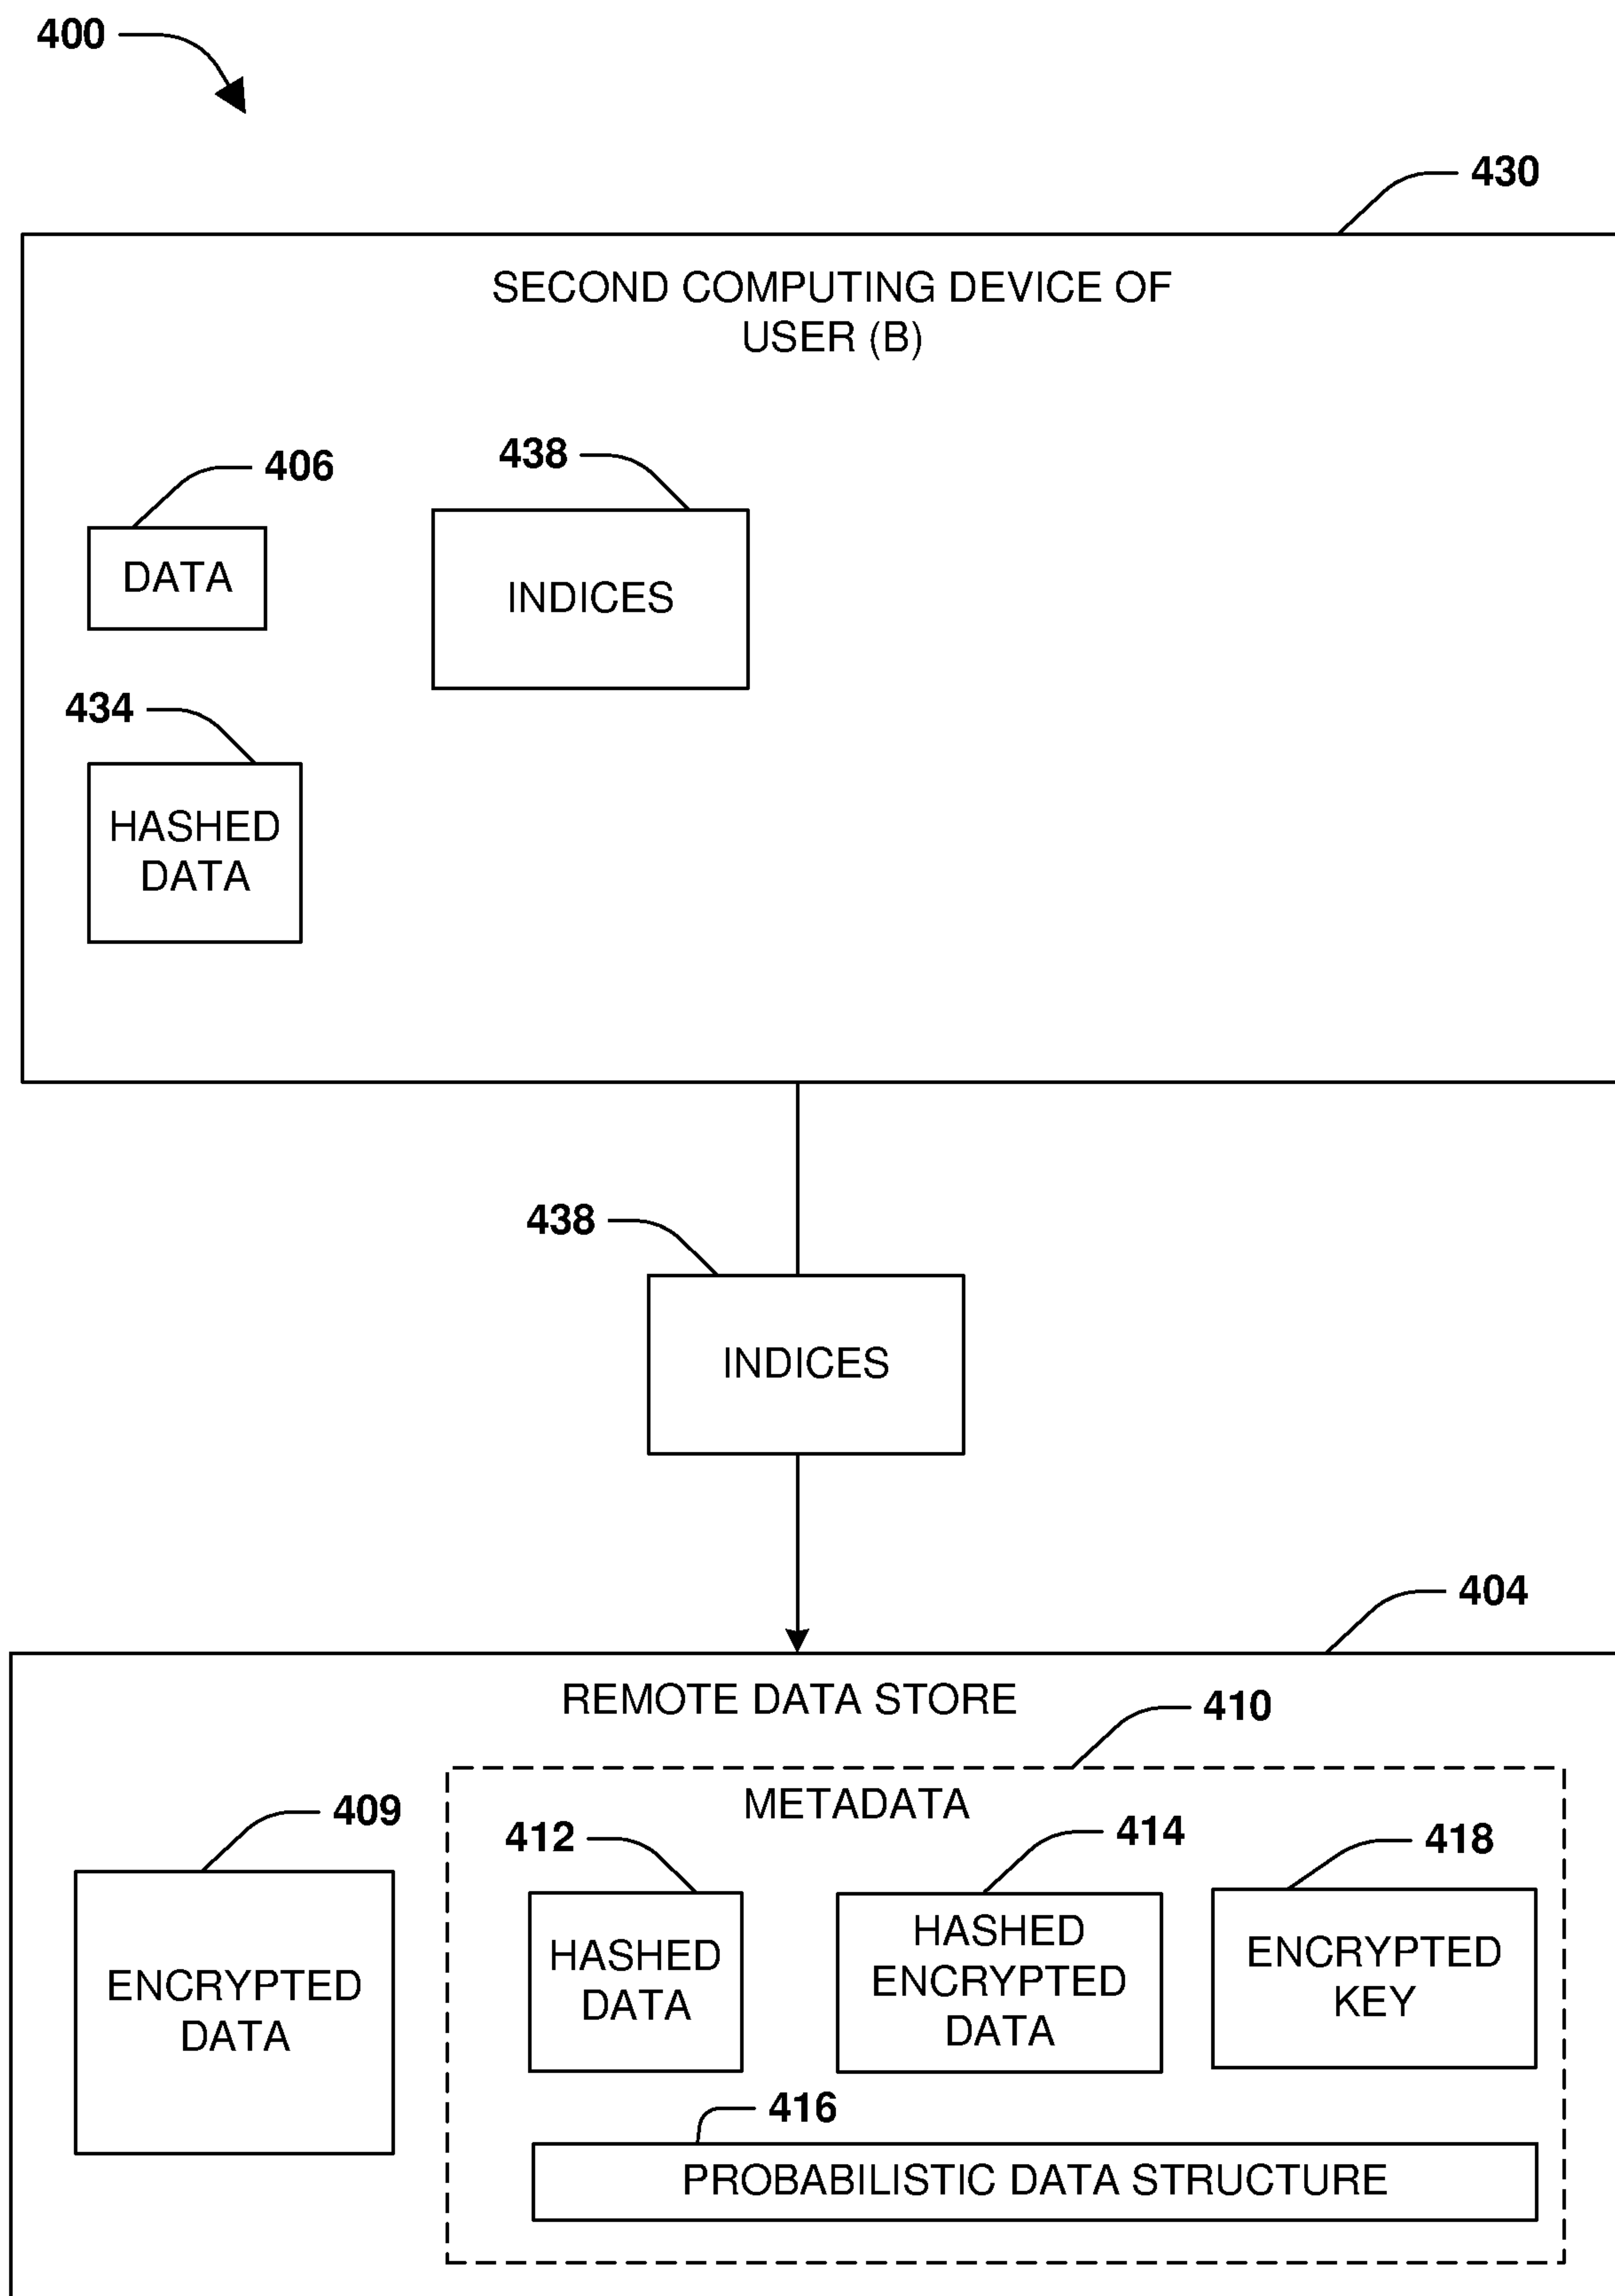 400
430
SECOND COMPUTING DEVICE OF
USER (B)
406
438
DATA
INDICES
434
HASHED
DATA
438
INDICES
404
REMOTE DATA STORE
410
METADATA
409
412
414
418
HASHED
ENCRYPTED
DATA
HASHED
DATA
ENCRYPTED
KEY
ENCRYPTED
DATA
416
PROBABILISTIC DATA STRUCTURE